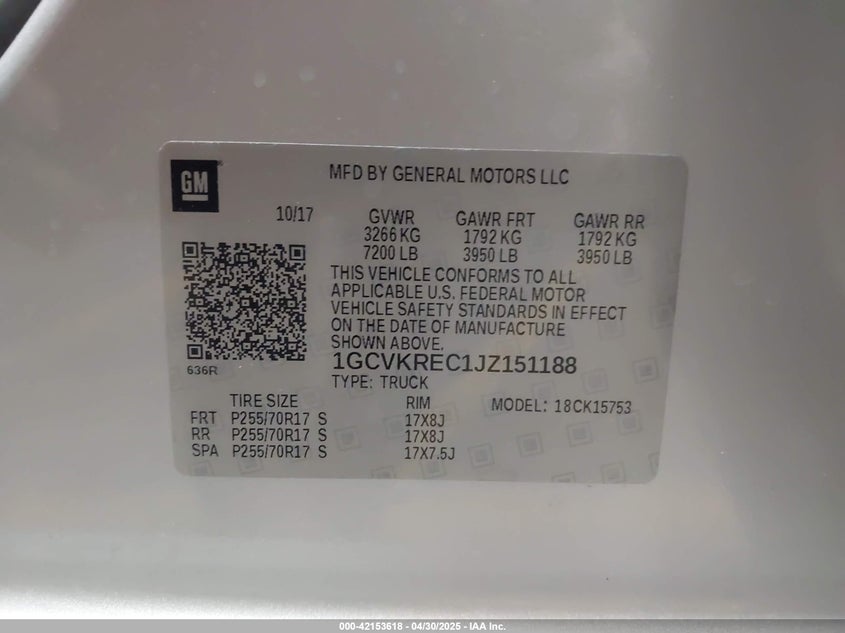 GM
MFD BY GENERAL MOTORS LLC
10/17 GVWR GAWR FRT GAWR RR
3266 KG 1792 KG 1792 KG
7200 LB 3950 LB 3950 LB
THIS VEHICLE CONFORMS TO ALL
APPLICABLE U.S. FEDERAL MOTOR
VEHICLE SAFETY STANDARDS IN EFFECT
ON THE DATE OF MANUFACTURE
SHOWN ABOVE.
636R
1GCVKREC1JZ151188
TYPE: TRUCK
TIRE SIZE RIM MODEL: 18CK15753
FRT P255/70R17 S 17X8J
RR P255/70R17 S 17X8J
SPA P255/70R17 S 17X7.5J
000-42153618 - 04/30/2025 - IAA Inc.